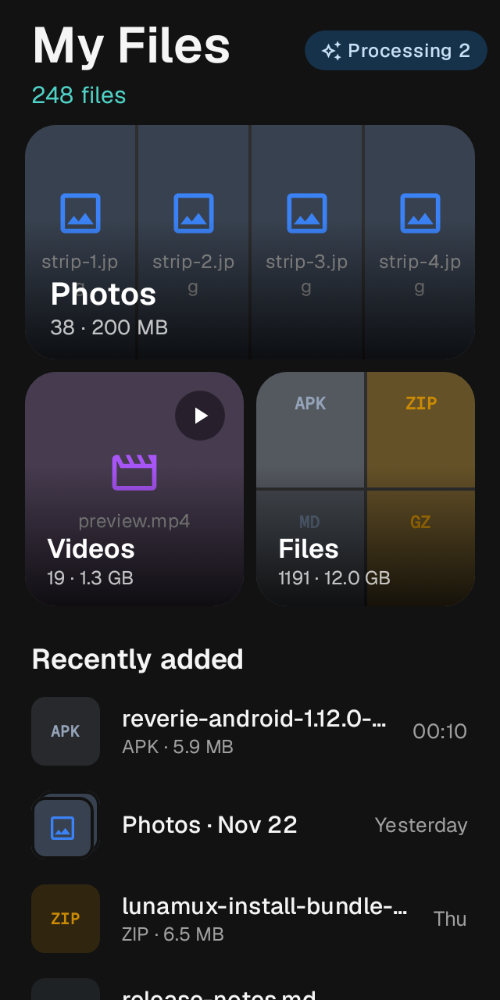 My Files
Processing 2
248 files
strip-1.jp
g
strip-2.jp
g
strip-3.jp
g
strip-4.jp
g
Photos
38 · 200 MB
preview.mp4
Videos
19 · 1.3 GB
APK
ZIP
MD
GZ
Files
1191 · 12.0 GB
Recently added
APK
reverie-android-1.12.0-...
APK · 5.9 MB
00:10
Photos · Nov 22
Yesterday
ZIP
lunamux-install-bundle-...
ZIP · 6.5 MB
Thu
release-notes.md